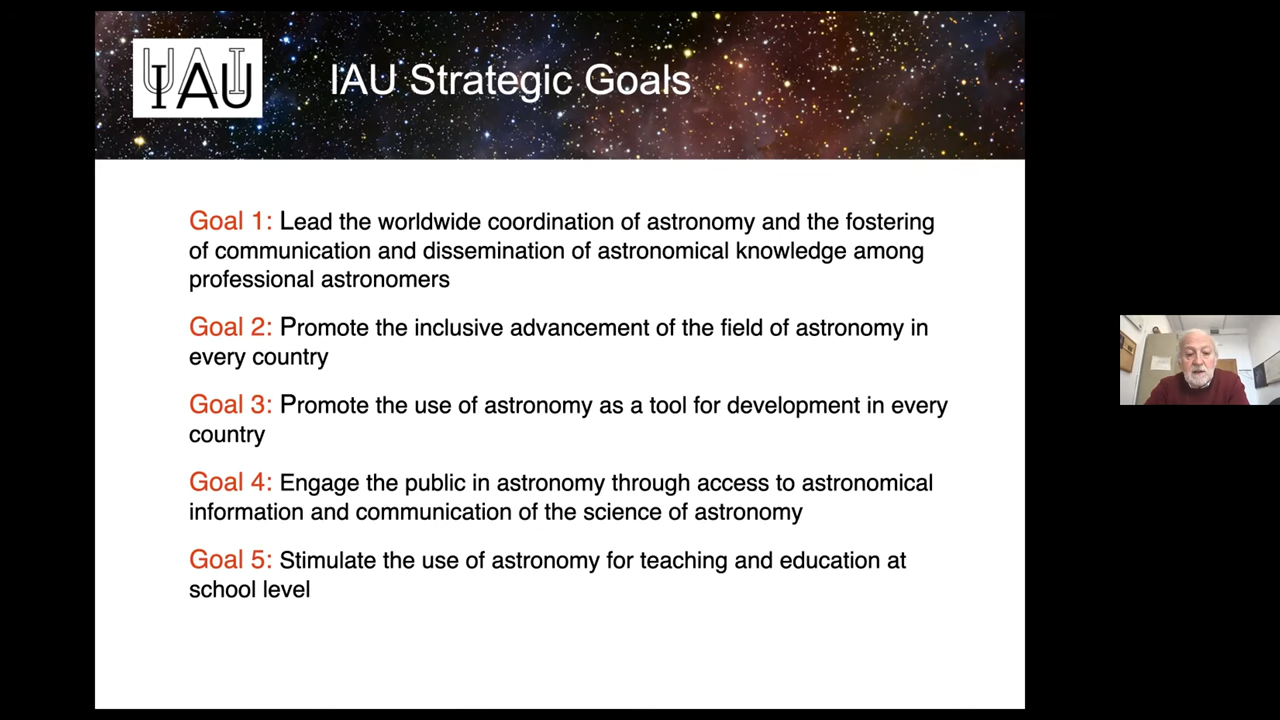 UAI
IAU
IAU Strategic Goals
Goal 1: Lead the worldwide coordination of astronomy and the fostering
of communication and dissemination of astronomical knowledge among
professional astronomers
Goal 2: Promote the inclusive advancement of the field of astronomy in
every country
Goal 3: Promote the use of astronomy as a tool for development in every
country
Goal 4: Engage the public in astronomy through access to astronomical
information and communication of the science of astronomy
Goal 5: Stimulate the use of astronomy for teaching and education at
school level